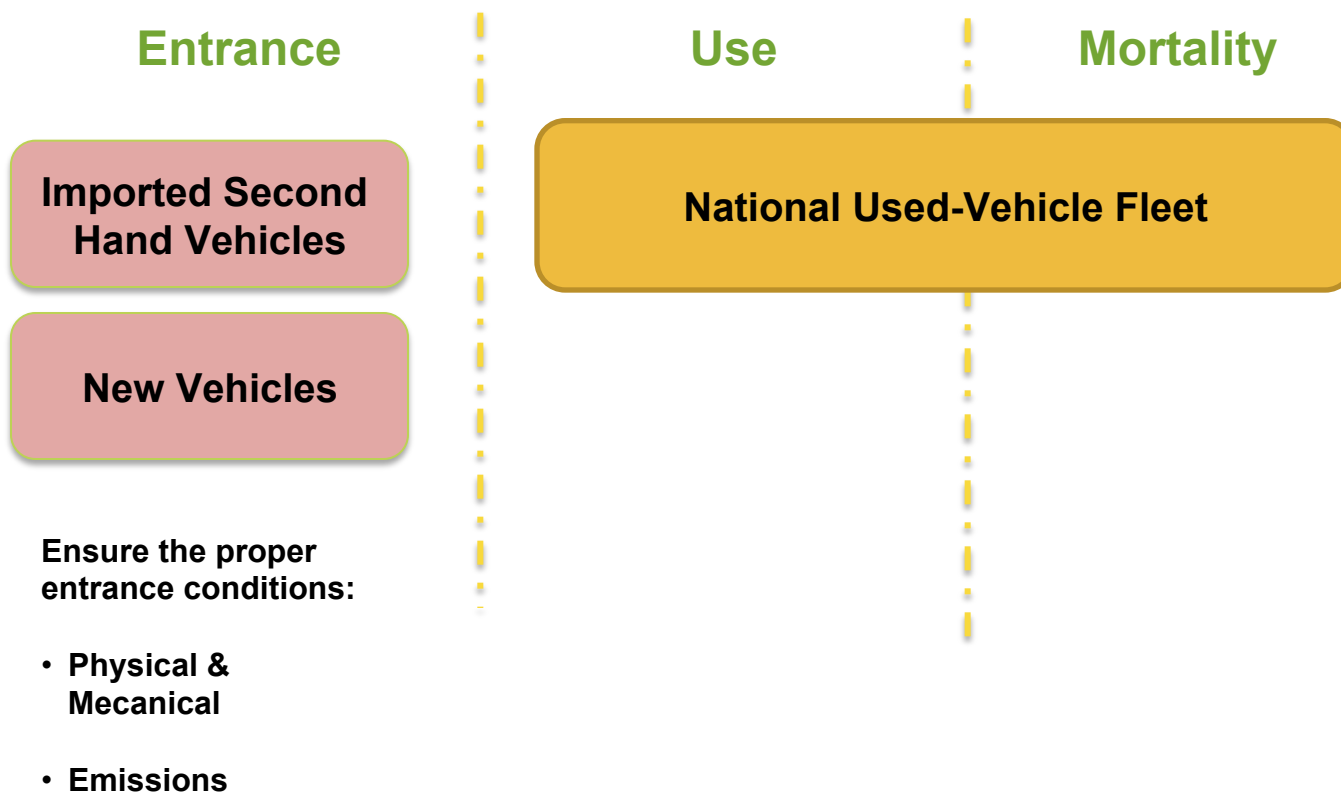 Entrance
Use
Mortality
Imported Second
Hand Vehicles
National Used-Vehicle Fleet
New Vehicles
Ensure the proper
entrance conditions:
• Physical &
Mecanical
• Emissions